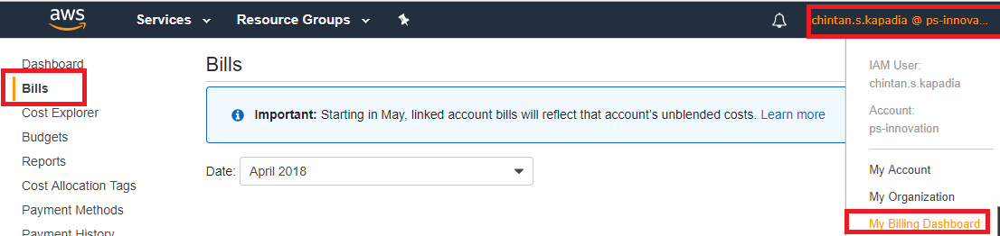 aws
Services
Resource Groups
chintan.s.kapadia @ ps-innova...
Dashboard
Bills
Cost Explorer
Budgets
Reports
Cost Allocation Tags
Payment Methods
Payment History
Bills
Important: Starting in May, linked account bills will reflect that account's unblended costs. Learn more
Date:
April 2018
IAM User:
chintan.s.kapadia
Account:
ps-innovation
My Account
My Organization
My Billing Dashboard